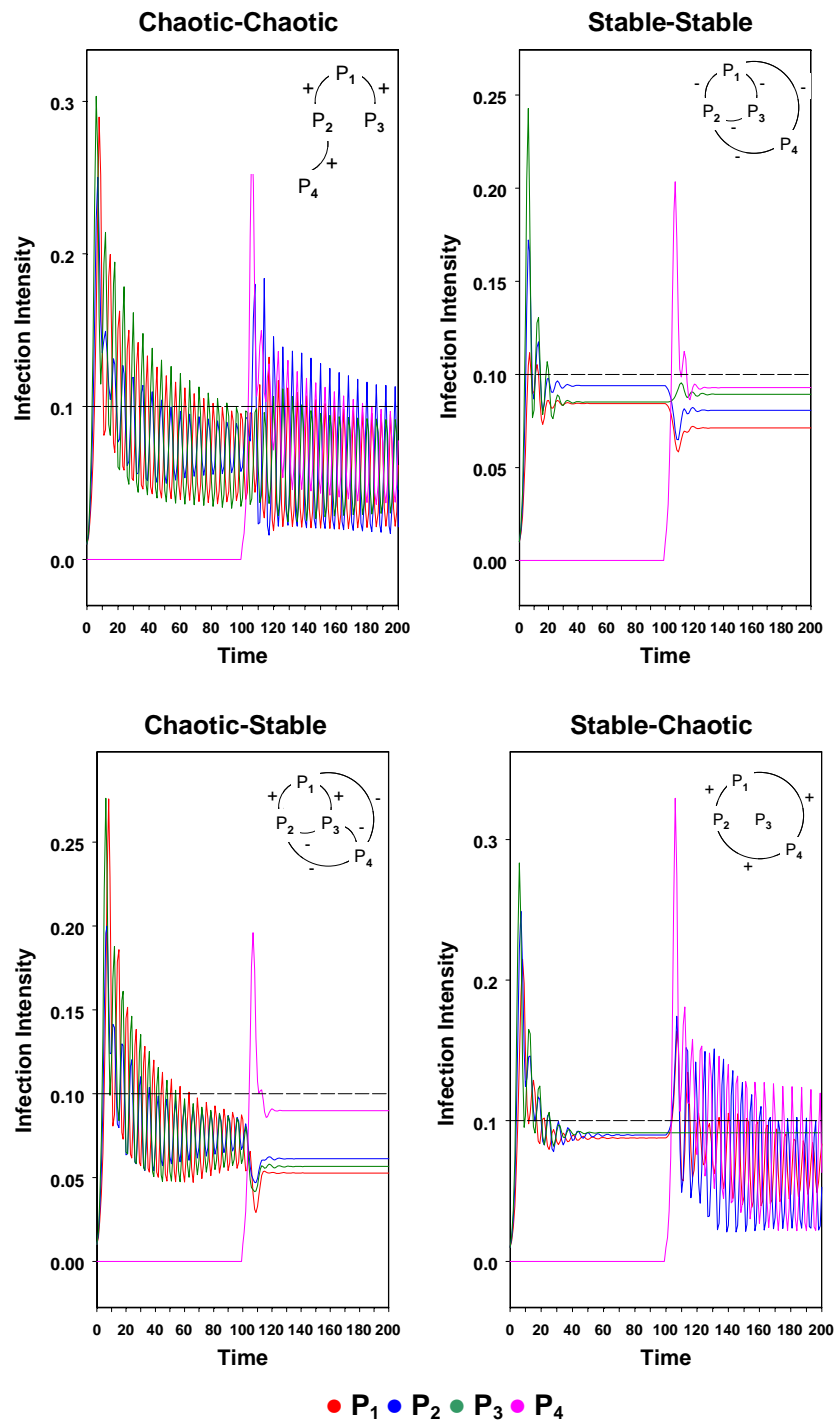 Chaotic-Chaotic
Stable-Stable
Infection Intensity
0.3
0.2
0.1
0.0
P1
+ +
P2 P3
+
P4
0 20 40 60 80 100 120 140 160 180 200
Time
Infection Intensity
0.25
0.20
0.15
0.10
0.05
0.00
P1
- - -
P2 P3
-
P4
-
0 20 40 60 80 100 120 140 160 180 200
Time
Chaotic-Stable
Stable-Chaotic
Infection Intensity
0.25
0.20
0.15
0.10
0.05
0.00
P1
+ + -
P2 P3 -
-
P4
-
0 20 40 60 80 100 120 140 160 180 200
Time
Infection Intensity
0.3
0.2
0.1
0.0
P1
+ +
P2 P3
P4
+
0 20 40 60 80 100 120 140 160 180 200
Time
P1 P2 P3 P4